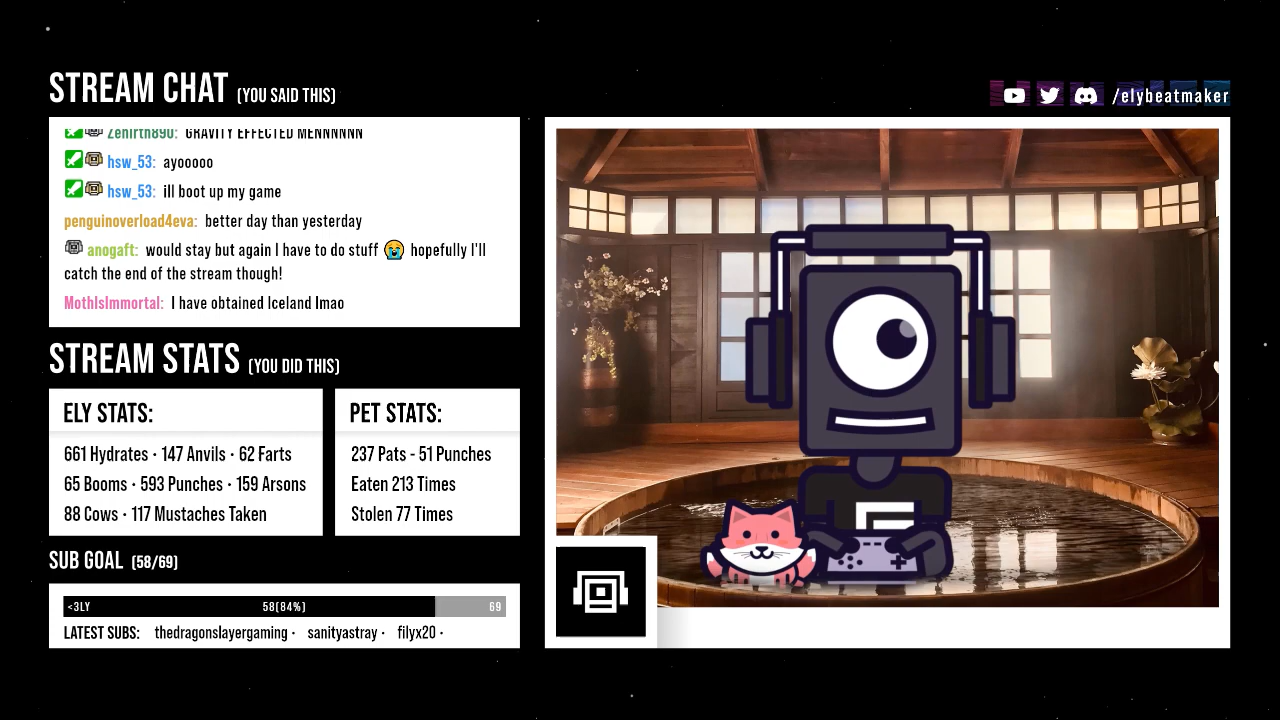 STREAM CHAT (YOU SAID THIS)
/elybeatmaker
Zenirth890: GRAVITY EFFECTED MENNNNNN
hsw_53: ayooooo
hsw_53: ill boot up my game
penguinoverload4eva: better day than yesterday
anogaft: would stay but again I have to do stuff 😭 hopefully I'll
catch the end of the stream though!
MothIsImmortal: I have obtained Iceland lmao
STREAM STATS (YOU DID THIS)
ELY STATS:
661 Hydrates · 147 Anvils · 62 Farts
65 Booms · 593 Punches · 159 Arsons
88 Cows · 117 Mustaches Taken
PET STATS:
237 Pats - 51 Punches
Eaten 213 Times
Stolen 77 Times
SUB GOAL (58/69)
<3LY 58(84%) 69
LATEST SUBS: thedragonslayergaming · sanityastray · filyx20 ·